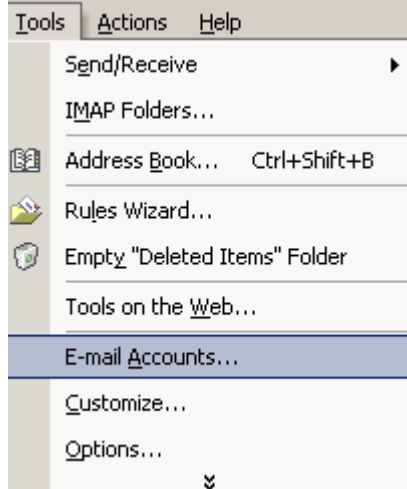 Tools Actions Help
Send/Receive
IMAP Folders...
Address Book... Ctrl+Shift+B
Rules Wizard...
Empty "Deleted Items" Folder
Tools on the Web...
E-mail Accounts...
Customize...
Options...